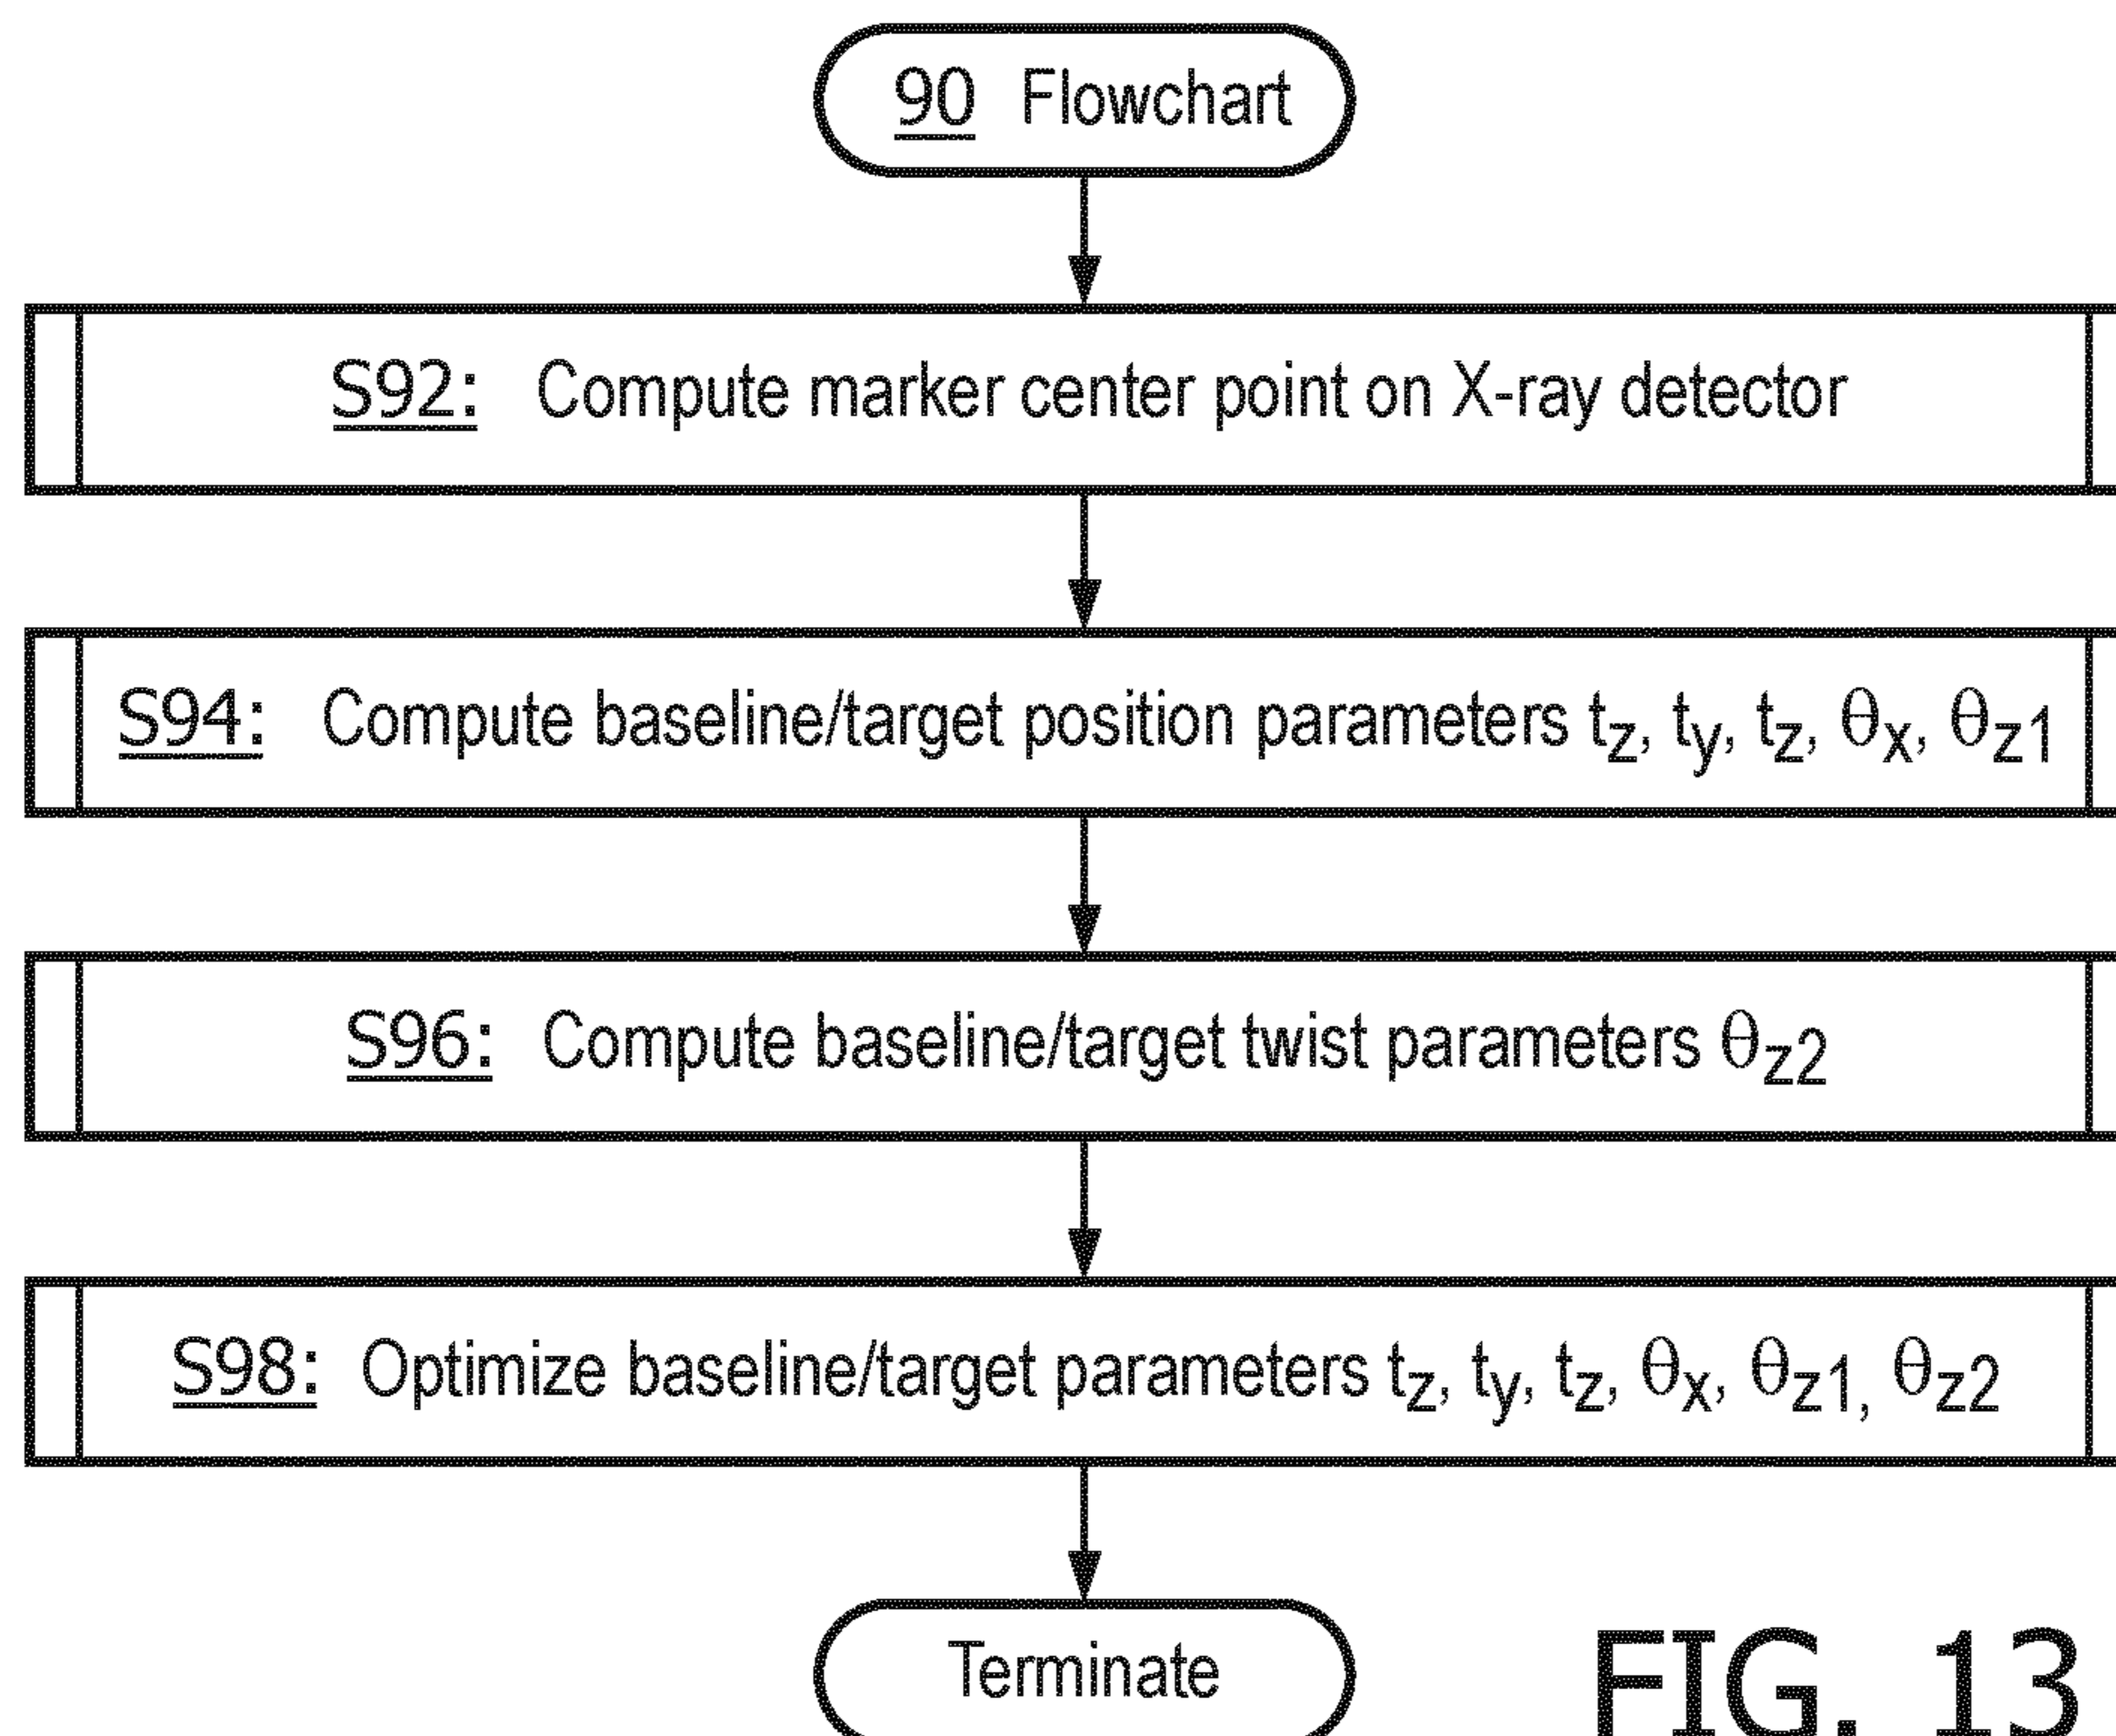 90 Flowchart
S92: Compute marker center point on X-ray detector
S94: Compute baseline/target position parameters tz, ty, tz, θx, θz1
S96: Compute baseline/target twist parameters θz2
S98: Optimize baseline/target parameters tz, ty, tz, θx, θz1, θz2
Terminate
FIG. 13